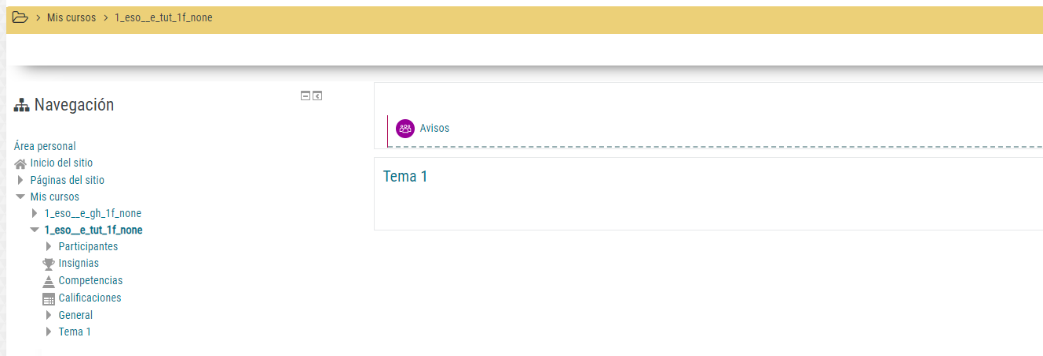 Mis cursos > 1_eso__e_tut_1f_none
Navegación
Área personal
Inicio del sitio
Páginas del sitio
Mis cursos
1_eso__e_gh_1f_none
1_eso__e_tut_1f_none
Participantes
Insignias
Competencias
Calificaciones
General
Tema 1
Avisos
Tema 1